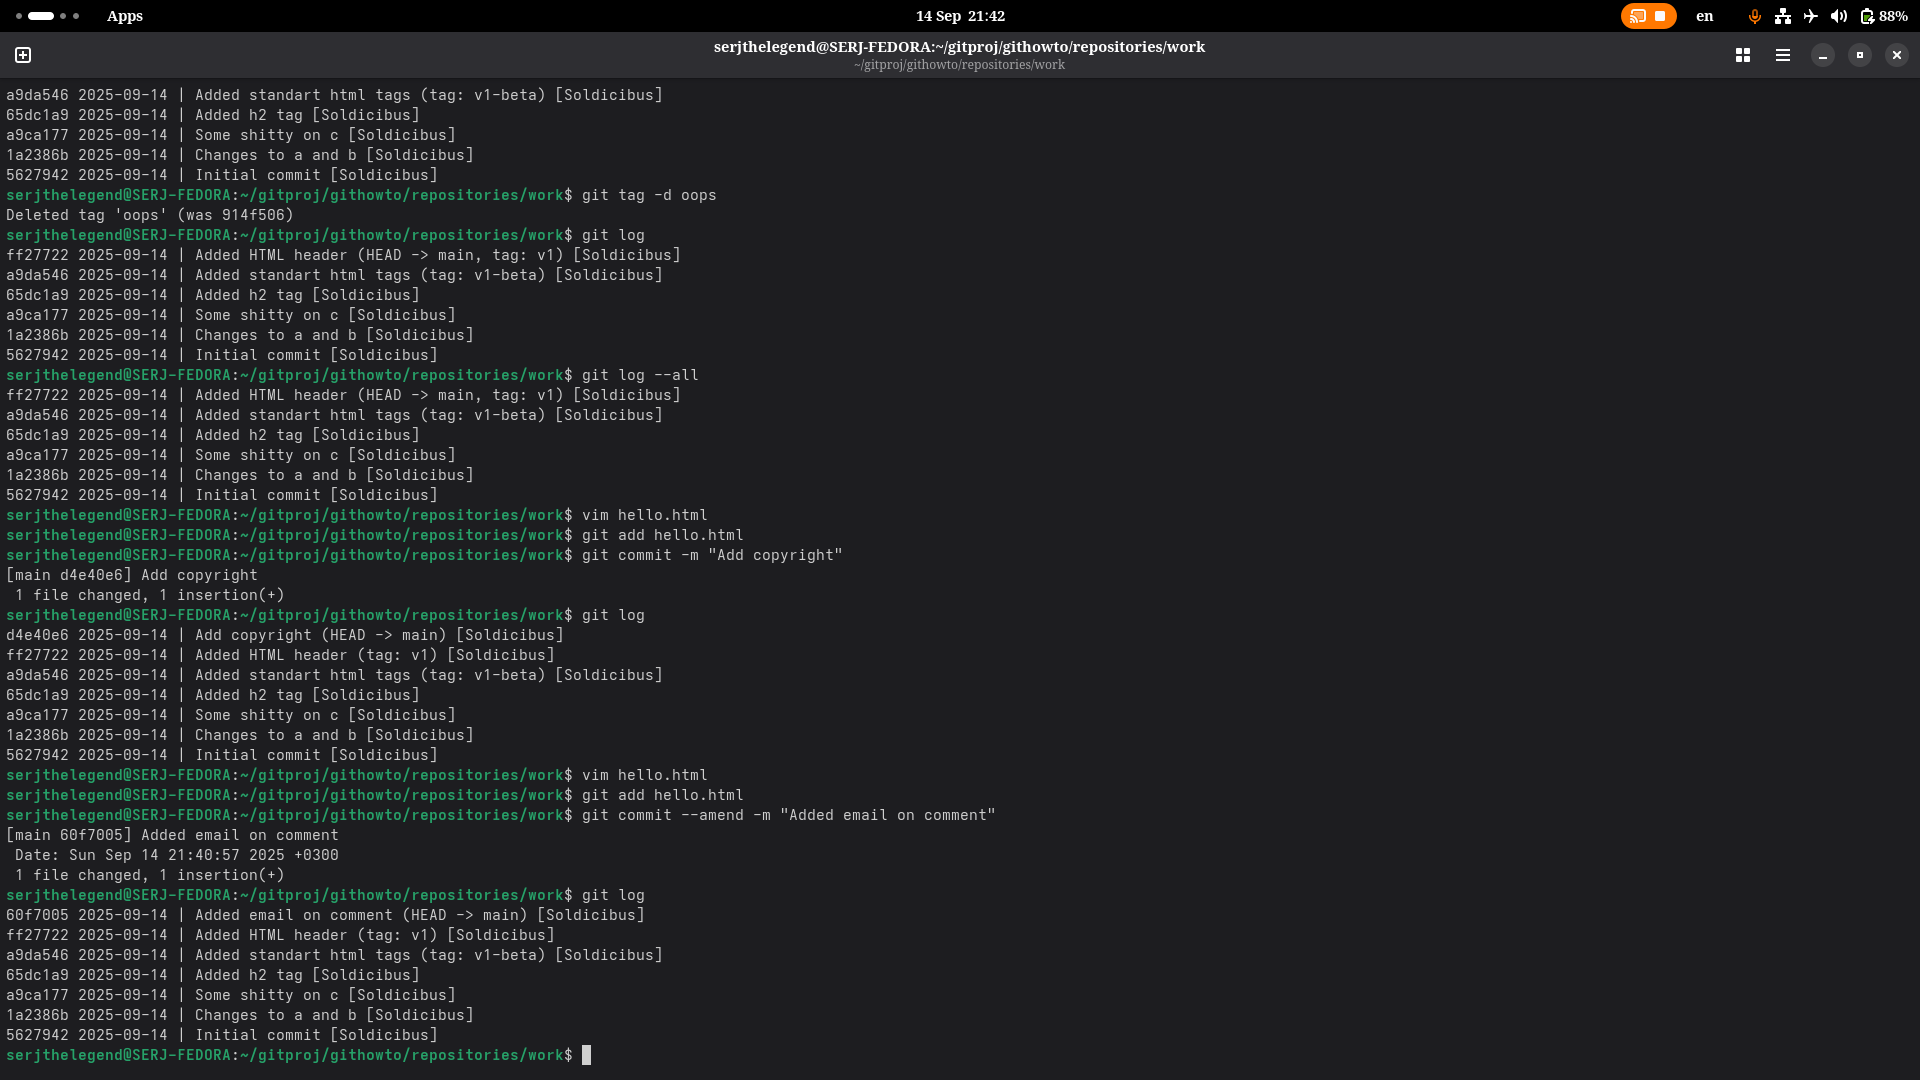 Apps
14 Sep 21:42
en
88%
serjthelegend@SERJ-FEDORA:~/gitproj/githowto/repositories/work
~/gitproj/githowto/repositories/work
a9da546 2025-09-14 | Added standart html tags (tag: v1-beta) [Soldicibus]
65dc1a9 2025-09-14 | Added h2 tag [Soldicibus]
a9ca177 2025-09-14 | Some shitty on c [Soldicibus]
1a2386b 2025-09-14 | Changes to a and b [Soldicibus]
5627942 2025-09-14 | Initial commit [Soldicibus]
serjthelegend@SERJ-FEDORA:~/gitproj/githowto/repositories/work$ git tag -d oops
Deleted tag 'oops' (was 914f506)
serjthelegend@SERJ-FEDORA:~/gitproj/githowto/repositories/work$ git log
ff27722 2025-09-14 | Added HTML header (HEAD -> main, tag: v1) [Soldicibus]
a9da546 2025-09-14 | Added standart html tags (tag: v1-beta) [Soldicibus]
65dc1a9 2025-09-14 | Added h2 tag [Soldicibus]
a9ca177 2025-09-14 | Some shitty on c [Soldicibus]
1a2386b 2025-09-14 | Changes to a and b [Soldicibus]
5627942 2025-09-14 | Initial commit [Soldicibus]
serjthelegend@SERJ-FEDORA:~/gitproj/githowto/repositories/work$ git log --all
ff27722 2025-09-14 | Added HTML header (HEAD -> main, tag: v1) [Soldicibus]
a9da546 2025-09-14 | Added standart html tags (tag: v1-beta) [Soldicibus]
65dc1a9 2025-09-14 | Added h2 tag [Soldicibus]
a9ca177 2025-09-14 | Some shitty on c [Soldicibus]
1a2386b 2025-09-14 | Changes to a and b [Soldicibus]
5627942 2025-09-14 | Initial commit [Soldicibus]
serjthelegend@SERJ-FEDORA:~/gitproj/githowto/repositories/work$ vim hello.html
serjthelegend@SERJ-FEDORA:~/gitproj/githowto/repositories/work$ git add hello.html
serjthelegend@SERJ-FEDORA:~/gitproj/githowto/repositories/work$ git commit -m "Add copyright"
[main d4e40e6] Add copyright
 1 file changed, 1 insertion(+)
serjthelegend@SERJ-FEDORA:~/gitproj/githowto/repositories/work$ git log
d4e40e6 2025-09-14 | Add copyright (HEAD -> main) [Soldicibus]
ff27722 2025-09-14 | Added HTML header (tag: v1) [Soldicibus]
a9da546 2025-09-14 | Added standart html tags (tag: v1-beta) [Soldicibus]
65dc1a9 2025-09-14 | Added h2 tag [Soldicibus]
a9ca177 2025-09-14 | Some shitty on c [Soldicibus]
1a2386b 2025-09-14 | Changes to a and b [Soldicibus]
5627942 2025-09-14 | Initial commit [Soldicibus]
serjthelegend@SERJ-FEDORA:~/gitproj/githowto/repositories/work$ vim hello.html
serjthelegend@SERJ-FEDORA:~/gitproj/githowto/repositories/work$ git add hello.html
serjthelegend@SERJ-FEDORA:~/gitproj/githowto/repositories/work$ git commit --amend -m "Added email on comment"
[main 60f7005] Added email on comment
 Date: Sun Sep 14 21:40:57 2025 +0300
 1 file changed, 1 insertion(+)
serjthelegend@SERJ-FEDORA:~/gitproj/githowto/repositories/work$ git log
60f7005 2025-09-14 | Added email on comment (HEAD -> main) [Soldicibus]
ff27722 2025-09-14 | Added HTML header (tag: v1) [Soldicibus]
a9da546 2025-09-14 | Added standart html tags (tag: v1-beta) [Soldicibus]
65dc1a9 2025-09-14 | Added h2 tag [Soldicibus]
a9ca177 2025-09-14 | Some shitty on c [Soldicibus]
1a2386b 2025-09-14 | Changes to a and b [Soldicibus]
5627942 2025-09-14 | Initial commit [Soldicibus]
serjthelegend@SERJ-FEDORA:~/gitproj/githowto/repositories/work$